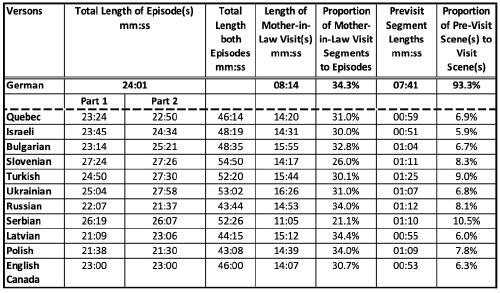 Versions Total Length of Episode(s) mm:ss Total Length both Episodes mm:ss Length of Mother-in-Law Visit(s) mm:ss Proportion of Mother-in-Law Visit Segments to Episodes Previsit Segment Lengths mm:ss Proportion of Pre-Visit Scene(s) to Visit Scene(s)
German 24:01 08:14 34.3% 07:41 93.3%
Part 1 Part 2
Quebec 23:24 22:50 46:14 14:20 31.0% 00:59 6.9%
Israeli 23:45 24:34 48:19 14:31 30.0% 00:51 5.9%
Bulgarian 23:14 25:21 48:35 15:55 32.8% 01:04 6.7%
Slovenian 27:24 27:26 54:50 14:17 26.0% 01:11 8.3%
Turkish 24:50 27:30 52:20 15:44 30.1% 01:25 9.0%
Ukrainian 25:04 27:58 53:02 16:26 31.0% 01:07 6.8%
Russian 22:07 21:37 43:44 14:53 34.0% 01:12 8.1%
Serbian 26:19 26:07 52:26 11:05 21.1% 01:10 10.5%
Latvian 21:09 23:06 44:15 15:12 34.4% 00:55 6.0%
Polish 21:38 21:30 43:08 14:39 34.0% 01:09 7.8%
English Canada 23:00 23:00 46:00 14:07 30.7% 00:53 6.3%